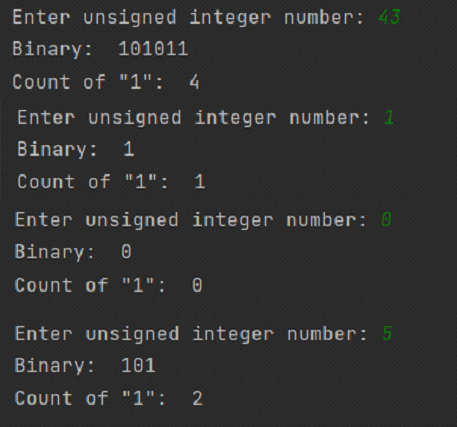 Enter unsigned integer number: 43
Binary:  101011
Count of "1":  4
Enter unsigned integer number: 1
Binary:  1
Count of "1":  1
Enter unsigned integer number: 0
Binary:  0
Count of "1":  0
Enter unsigned integer number: 5
Binary:  101
Count of "1":  2